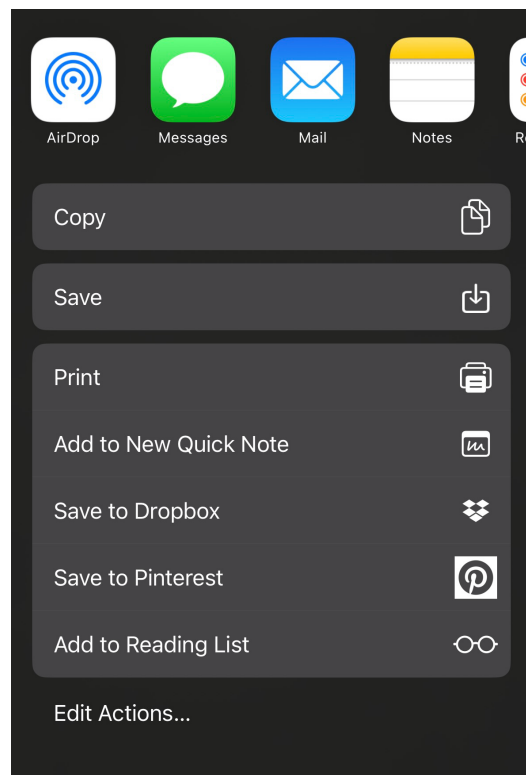 AirDrop Messages Mail Notes
Copy
Save
Print
Add to New Quick Note
Save to Dropbox
Save to Pinterest
Add to Reading List
Edit Actions...